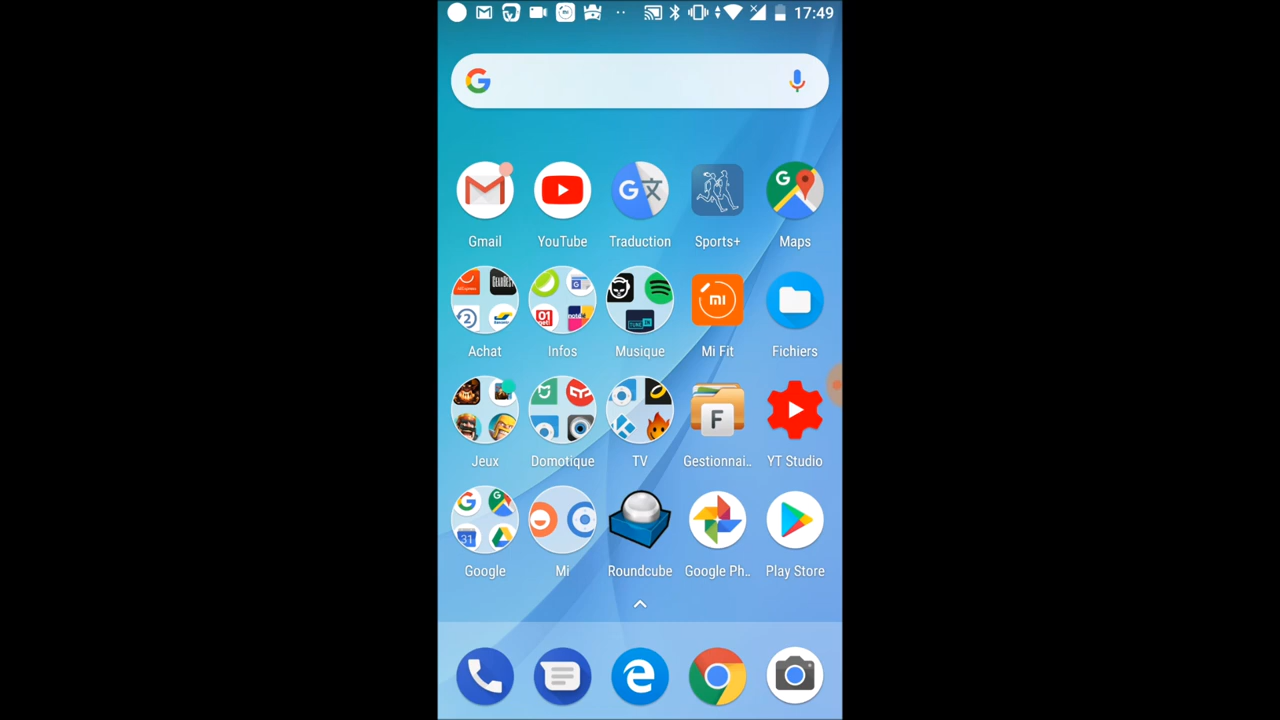 17:49
Gmail YouTube Traduction Sports+ Maps
Achat Infos Musique Mi Fit Fichiers
Jeux Domotique TV Gestionnai.. YT Studio
Google Mi Roundcube Google Ph.. Play Store